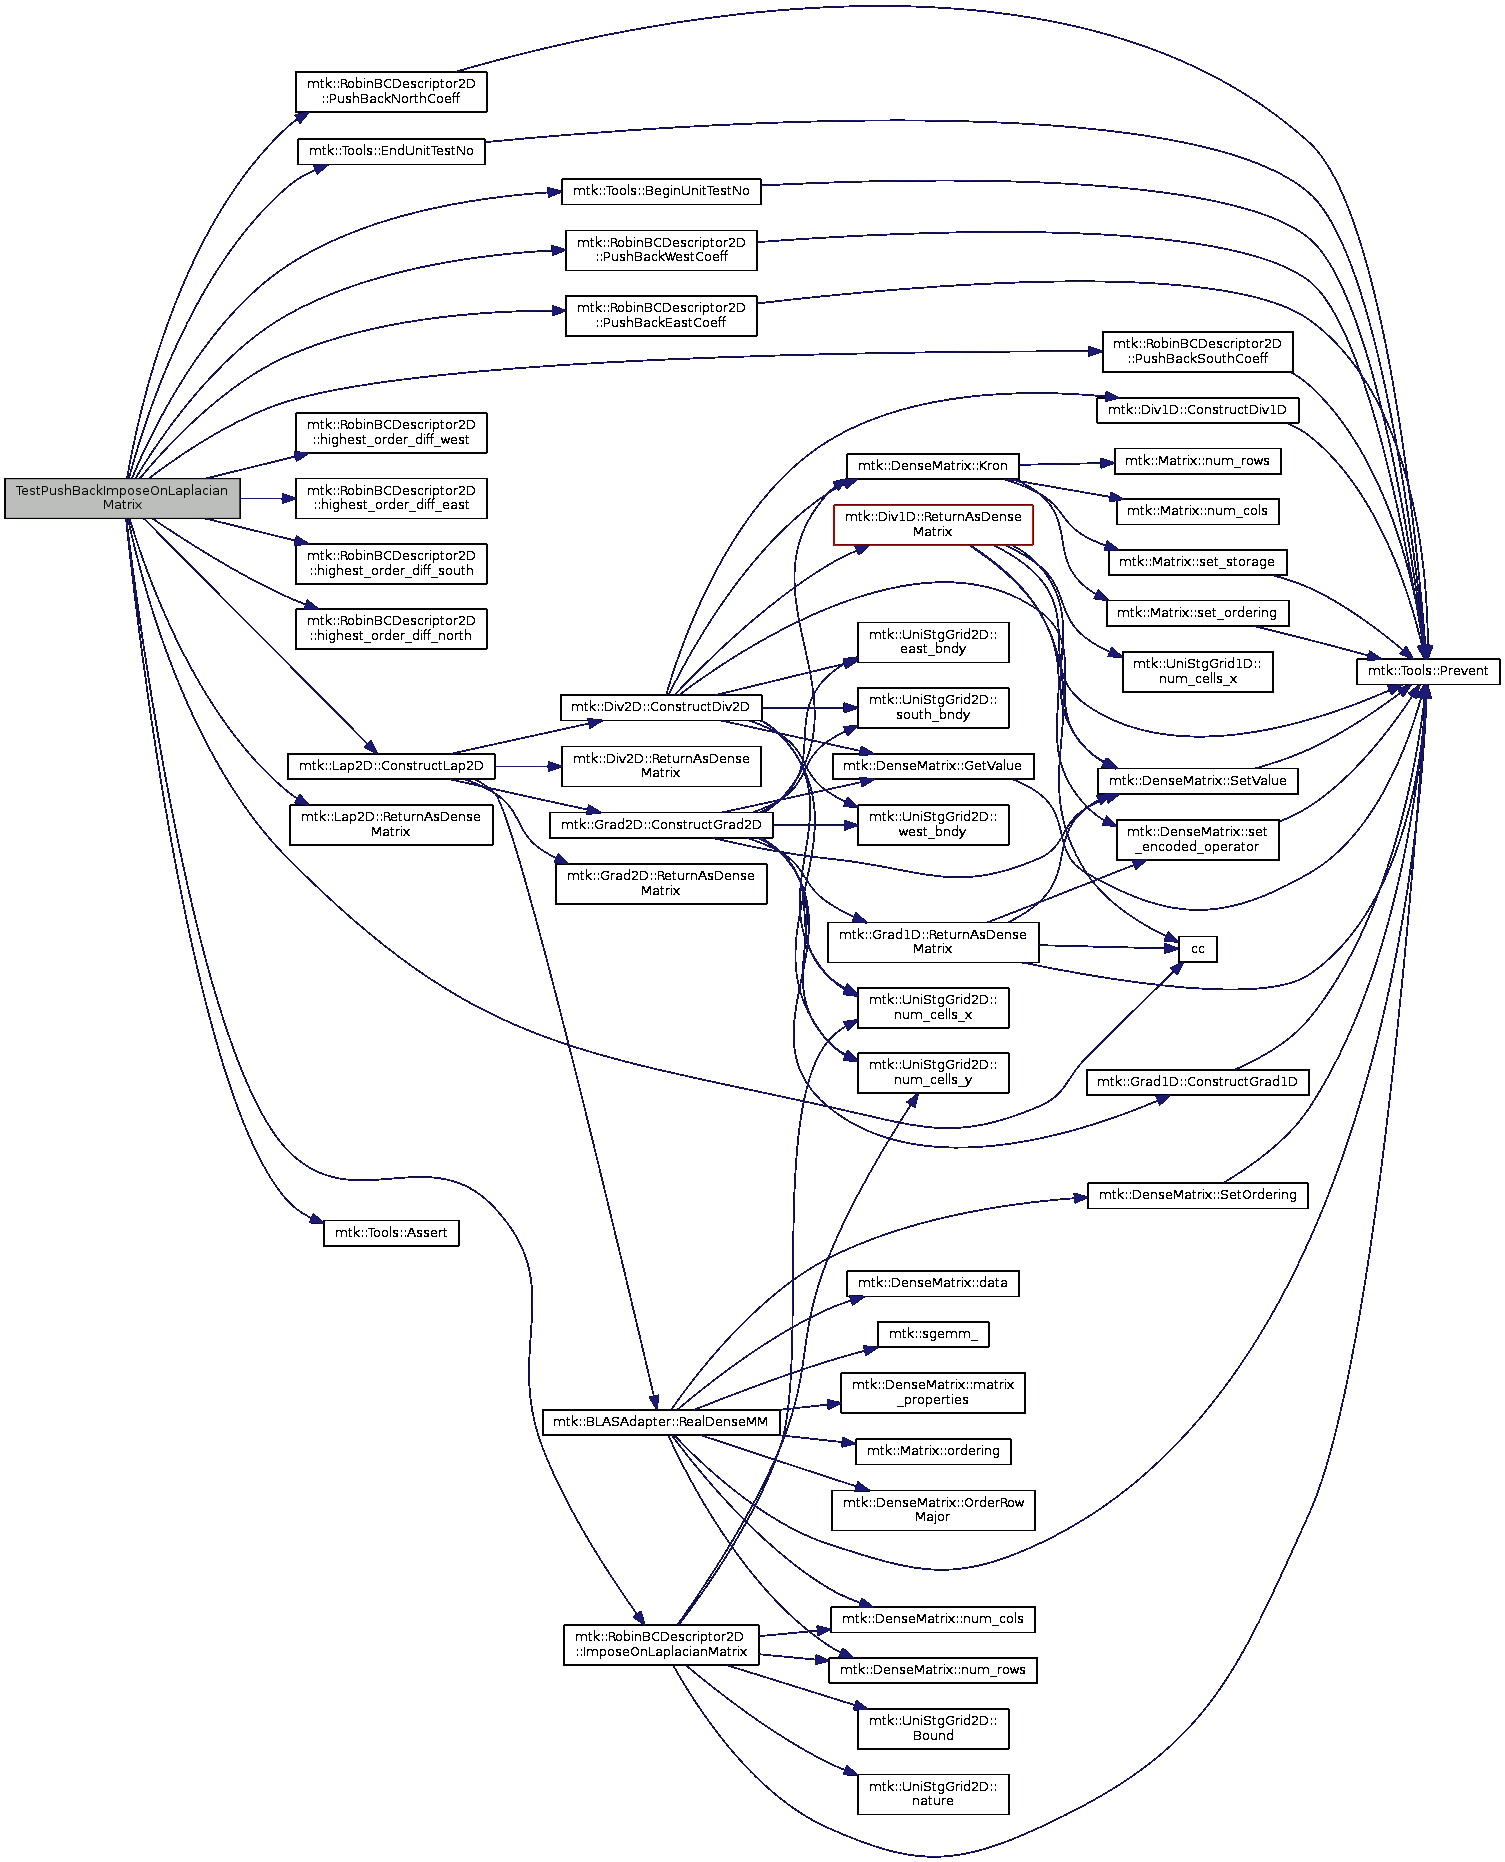 mtk::RobinBCDescriptor2D
::PushBackNorthCoeff
mtk::Tools::EndUnitTestNo
mtk::Tools::BeginUnitTestNo
mtk::RobinBCDescriptor2D
::PushBackWestCoeff
mtk::RobinBCDescriptor2D
::PushBackEastCoeff
mtk::RobinBCDescriptor2D
::PushBackSouthCoeff
mtk::Div1D::ConstructDiv1D
mtk::RobinBCDescriptor2D
::highest_order_diff_west
mtk::DenseMatrix::Kron
mtk::Matrix::num_rows
TestPushBackImposeOnLaplacian
Matrix
mtk::RobinBCDescriptor2D
::highest_order_diff_east
mtk::Matrix::num_cols
mtk::Div1D::ReturnAsDense
Matrix
mtk::RobinBCDescriptor2D
::highest_order_diff_south
mtk::Matrix::set_storage
mtk::RobinBCDescriptor2D
::highest_order_diff_north
mtk::Matrix::set_ordering
mtk::UniStgGrid2D::
east_bndy
mtk::UniStgGrid1D::
num_cells_x
mtk::Tools::Prevent
mtk::Div2D::ConstructDiv2D
mtk::UniStgGrid2D::
south_bndy
mtk::Lap2D::ConstructLap2D
mtk::Div2D::ReturnAsDense
Matrix
mtk::DenseMatrix::GetValue
mtk::DenseMatrix::SetValue
mtk::Lap2D::ReturnAsDense
Matrix
mtk::Grad2D::ConstructGrad2D
mtk::UniStgGrid2D::
west_bndy
mtk::DenseMatrix::set
_encoded_operator
mtk::Grad2D::ReturnAsDense
Matrix
mtk::Grad1D::ReturnAsDense
Matrix
cc
mtk::UniStgGrid2D::
num_cells_x
mtk::UniStgGrid2D::
num_cells_y
mtk::Grad1D::ConstructGrad1D
mtk::DenseMatrix::SetOrdering
mtk::Tools::Assert
mtk::DenseMatrix::data
mtk::sgemm_
mtk::DenseMatrix::matrix
_properties
mtk::BLASAdapter::RealDenseMM
mtk::Matrix::ordering
mtk::DenseMatrix::OrderRow
Major
mtk::DenseMatrix::num_cols
mtk::RobinBCDescriptor2D
::ImposeOnLaplacianMatrix
mtk::DenseMatrix::num_rows
mtk::UniStgGrid2D::
Bound
mtk::UniStgGrid2D::
nature